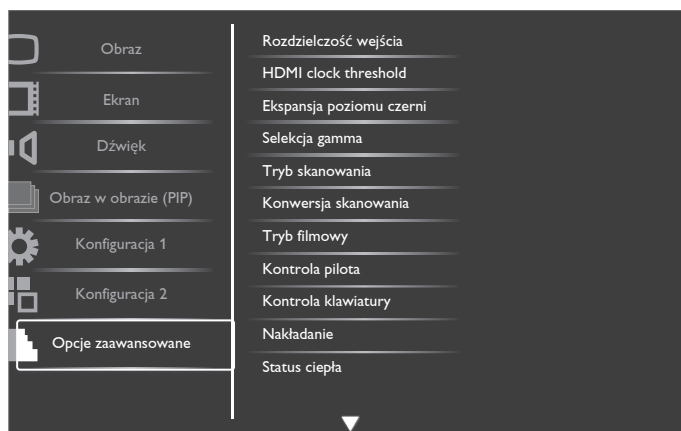 Obraz
Ekran
Dźwięk
Obraz w obrazie (PIP)
Konfiguracja 1
Konfiguracja 2
Opcje zaawansowane
Rozdzielczość wejścia
HDMI clock threshold
Ekspansja poziomu czerni
Selekcja gamma
Tryb skanowania
Konwersja skanowania
Tryb filmowy
Kontrola pilota
Kontrola klawiatury
Nakładanie
Status ciepła